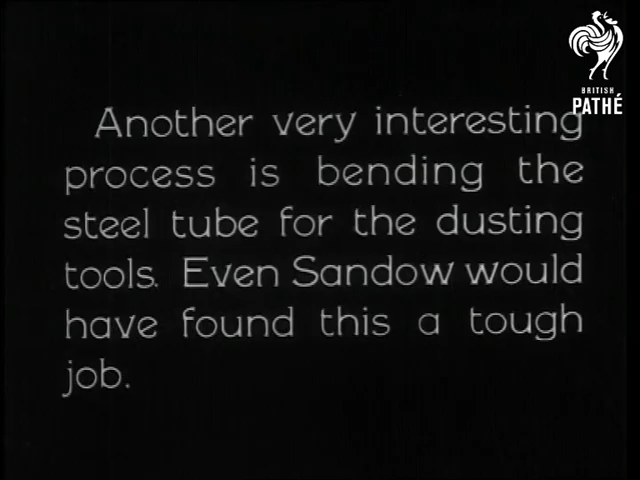 BRITISH
PATHÉ
Another very interesting
process is bending the
steel tube for the dusting
tools. Even Sandow would
have found this a tough
job.